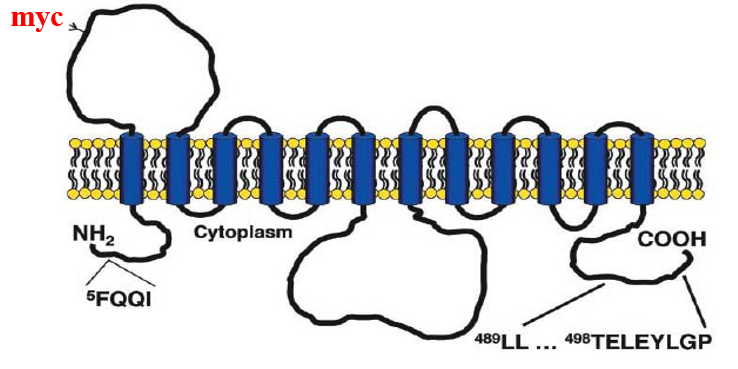 myc
NH₂
Cytoplasm
COOH
⁵FQQI
⁴⁸⁹LL ... ⁴⁹⁸TELEYLGP